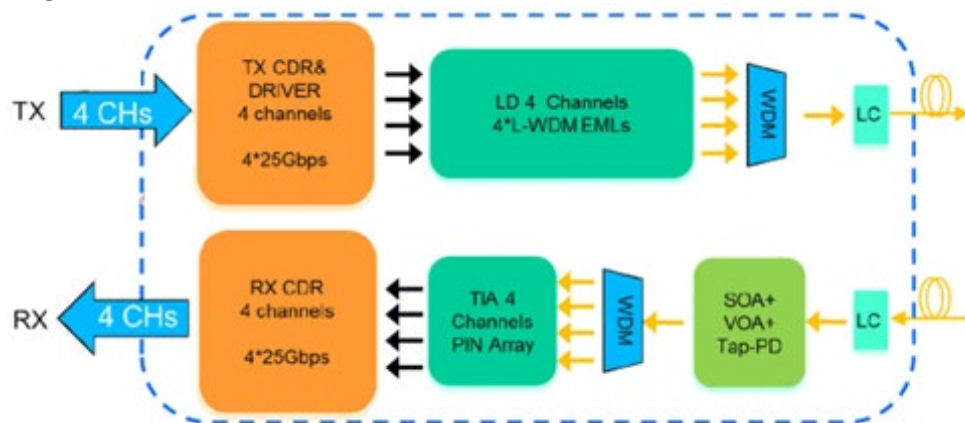 TX
4 CHs
TX CDR&
DRIVER
4 channels
4*25Gbps
LD 4 Channels
4*L-WDM EMLs
WDM
LC
RX
4 CHs
RX CDR
4 channels
4*25Gbps
TIA 4
Channels
PIN Array
WDM
SOA+
VOA+
Tap-PD
LC